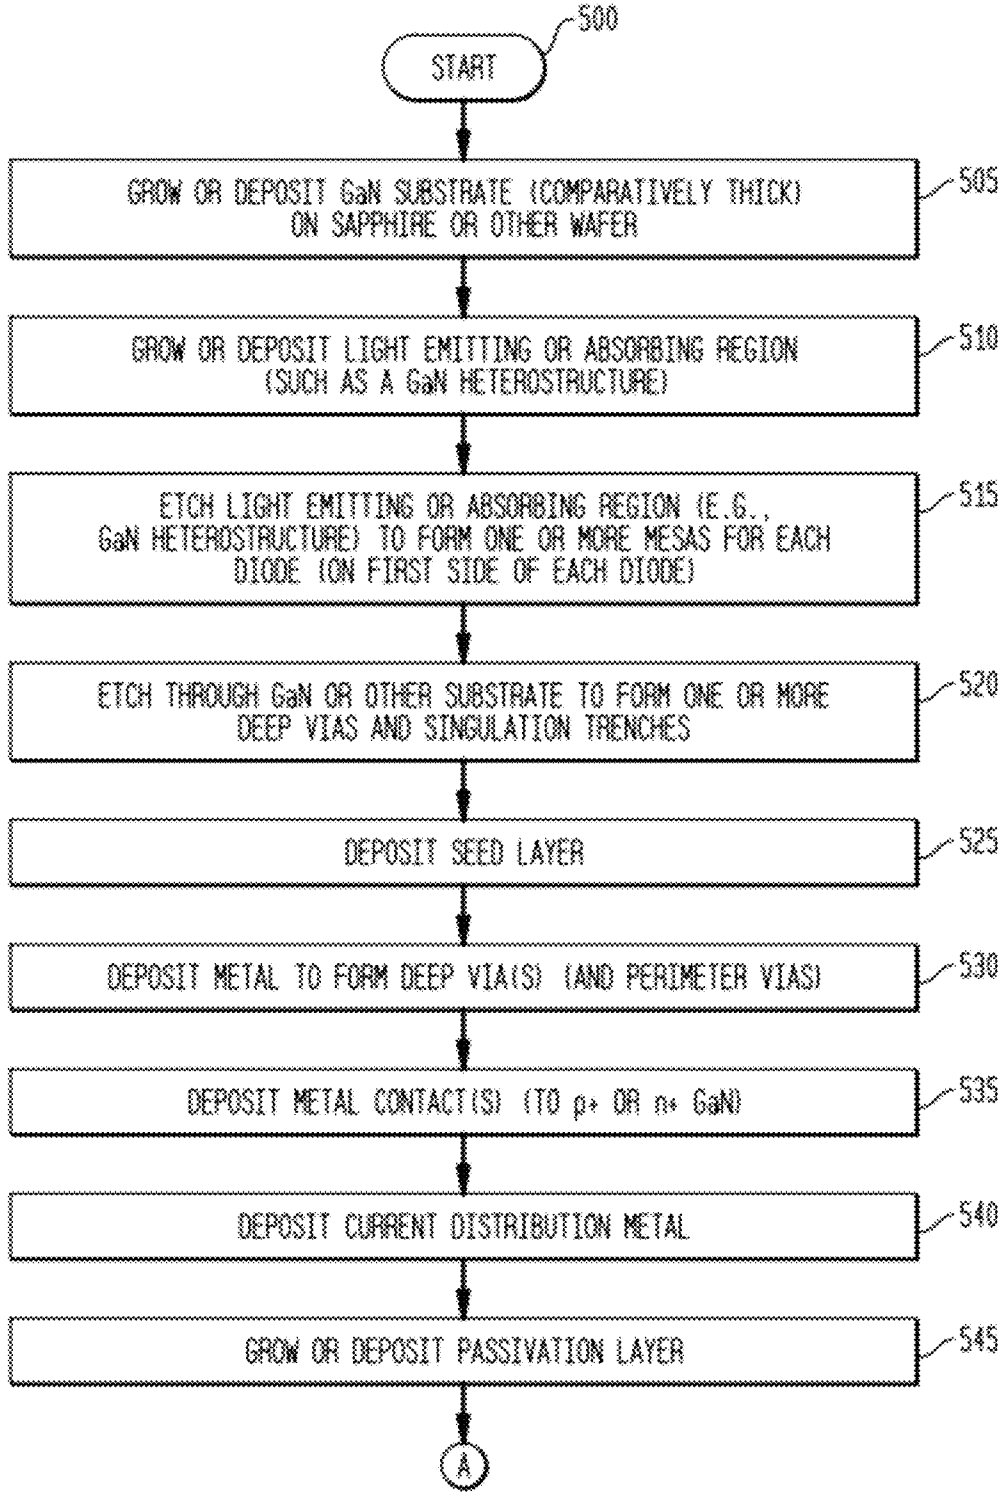 500
START
GROW OR DEPOSIT GaN SUBSTRATE (COMPARATIVELY THICK)
ON SAPPHIRE OR OTHER WAFER
505
GROW OR DEPOSIT LIGHT EMITTING OR ABSORBING REGION
(SUCH AS A GaN HETEROSTRUCTURE)
510
ETCH LIGHT EMITTING OR ABSORBING REGION (E.G.,
GaN HETEROSTRUCTURE) TO FORM ONE OR MORE MESAS FOR EACH
DIODE (ON FIRST SIDE OF EACH DIODE)
515
ETCH THROUGH GaN OR OTHER SUBSTRATE TO FORM ONE OR MORE
DEEP VIAS AND SINGULATION TRENCHES
520
DEPOSIT SEED LAYER
525
DEPOSIT METAL TO FORM DEEP VIA(S) (AND PERIMETER VIAS)
530
DEPOSIT METAL CONTACT(S) (TO p+ OR n+ GaN)
535
DEPOSIT CURRENT DISTRIBUTION METAL
540
GROW OR DEPOSIT PASSIVATION LAYER
545
A